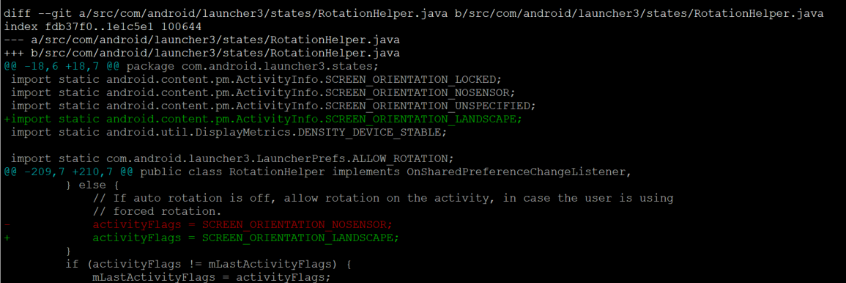 diff --git a/src/com/android/launcher3/states/RotationHelper.java b/src/com/android/launcher3/states/RotationHelper.java
index fdb37f0..1e1c5e1 100644
--- a/src/com/android/launcher3/states/RotationHelper.java
+++ b/src/com/android/launcher3/states/RotationHelper.java
@@ -18,6 +18,7 @@ package com.android.launcher3.states;
 import static android.content.pm.ActivityInfo.SCREEN_ORIENTATION_LOCKED;
 import static android.content.pm.ActivityInfo.SCREEN_ORIENTATION_NOSENSOR;
 import static android.content.pm.ActivityInfo.SCREEN_ORIENTATION_UNSPECIFIED;
+import static android.content.pm.ActivityInfo.SCREEN_ORIENTATION_LANDSCAPE;
 import static android.util.DisplayMetrics.DENSITY_DEVICE_STABLE;
 import static com.android.launcher3.LauncherPrefs.ALLOW_ROTATION;
@@ -209,7 +210,7 @@ public class RotationHelper implements OnSharedPreferenceChangeListener,
         } else {
             // If auto rotation is off, allow rotation on the activity, in case the user is using
             // forced rotation.
-            activityFlags = SCREEN_ORIENTATION_NOSENSOR;
+            activityFlags = SCREEN_ORIENTATION_LANDSCAPE;
         }
         if (activityFlags != mLastActivityFlags) {
             mLastActivityFlags = activityFlags;